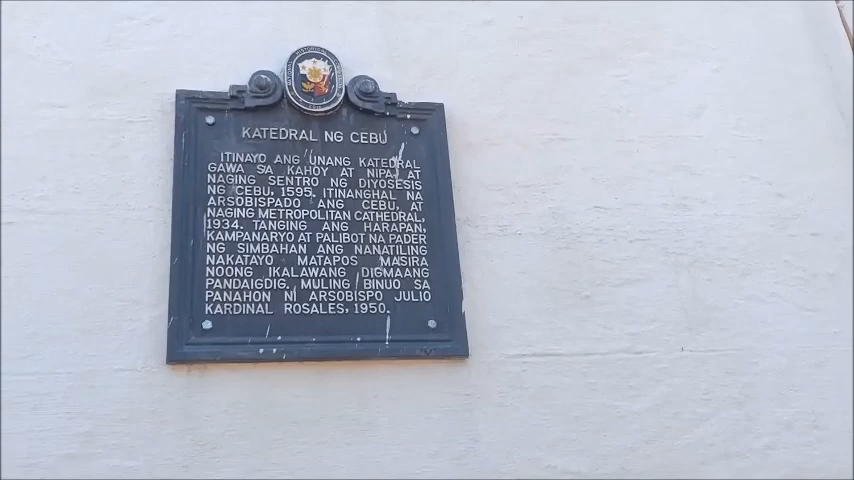 KATEDRAL NG CEBU
ITINAYO ANG UNANG KATEDRAL
GAWA SA KAHOY AT NIPA, AT
NAGING SENTRO NG DIYOSESIS
NG CEBU, 1595. ITINANGHAL NA
ARSOBISPADO ANG CEBU, AT
NAGING METROPOLITAN CATHEDRAL,
1934. TANGING ANG HARAPAN,
KAMPANARYO AT PALIBOT NA PADER
NG SIMBAHAN ANG NANATILING
NAKATAYO MATAPOS MASIRA
NOONG IKALAWANG DIGMAANG
PANDAIGDIG. MULING BINUO SA
PANAHON NI ARSOBISPO JULIO
KARDINAL ROSALES, 1950.